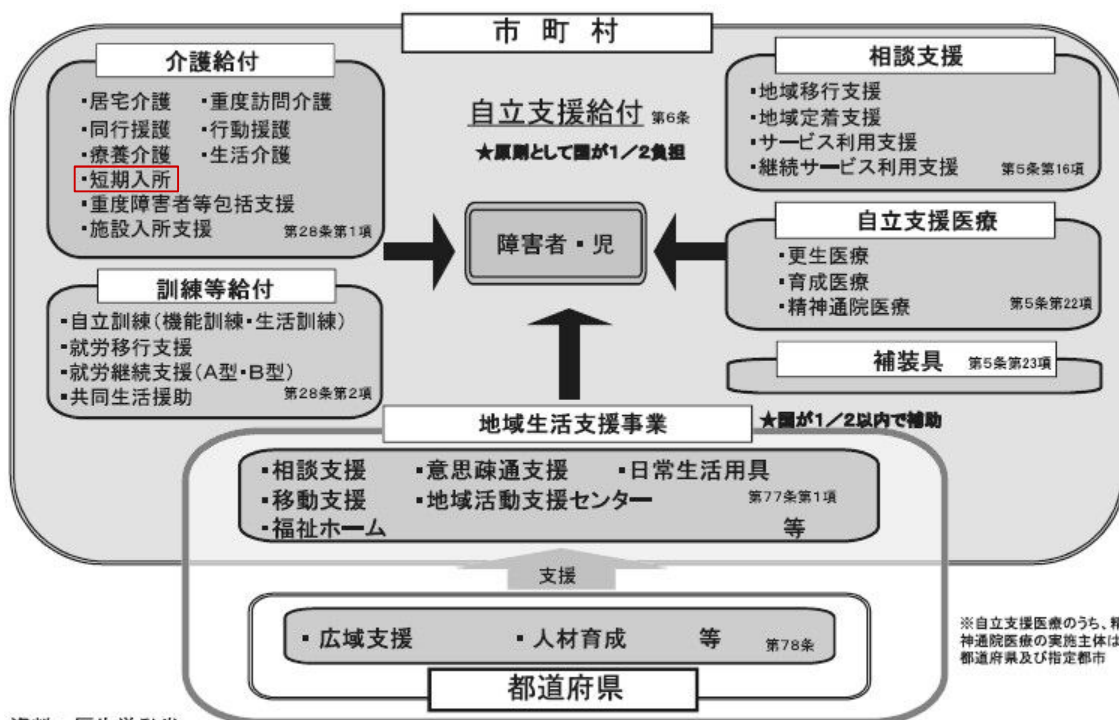 市町村
介護給付
・居宅介護　・重度訪問介護
・同行援護　・行動援護
・療養介護　・生活介護
・短期入所
・重度障害者等包括支援
・施設入所支援　第28条第1項
訓練等給付
・自立訓練(機能訓練・生活訓練)
・就労移行支援
・就労継続支援(A型・B型)
・共同生活援助　第28条第2項
自立支援給付 第6条
★原則として国が1/2負担
障害者・児
相談支援
・地域移行支援
・地域定着支援
・サービス利用支援
・継続サービス利用支援　第5条第16項
自立支援医療
・更生医療
・育成医療
・精神通院医療　第5条第22項
補装具　第5条第23項
地域生活支援事業
★国が1/2以内で補助
・相談支援　・意思疎通支援　・日常生活用具
・移動支援　・地域活動支援センター　第77条第1項
・福祉ホーム　等
支援
・広域支援　・人材育成　等　第78条
都道府県
※自立支援医療のうち、精
神通院医療の実施主体は
都道府県及び指定都市